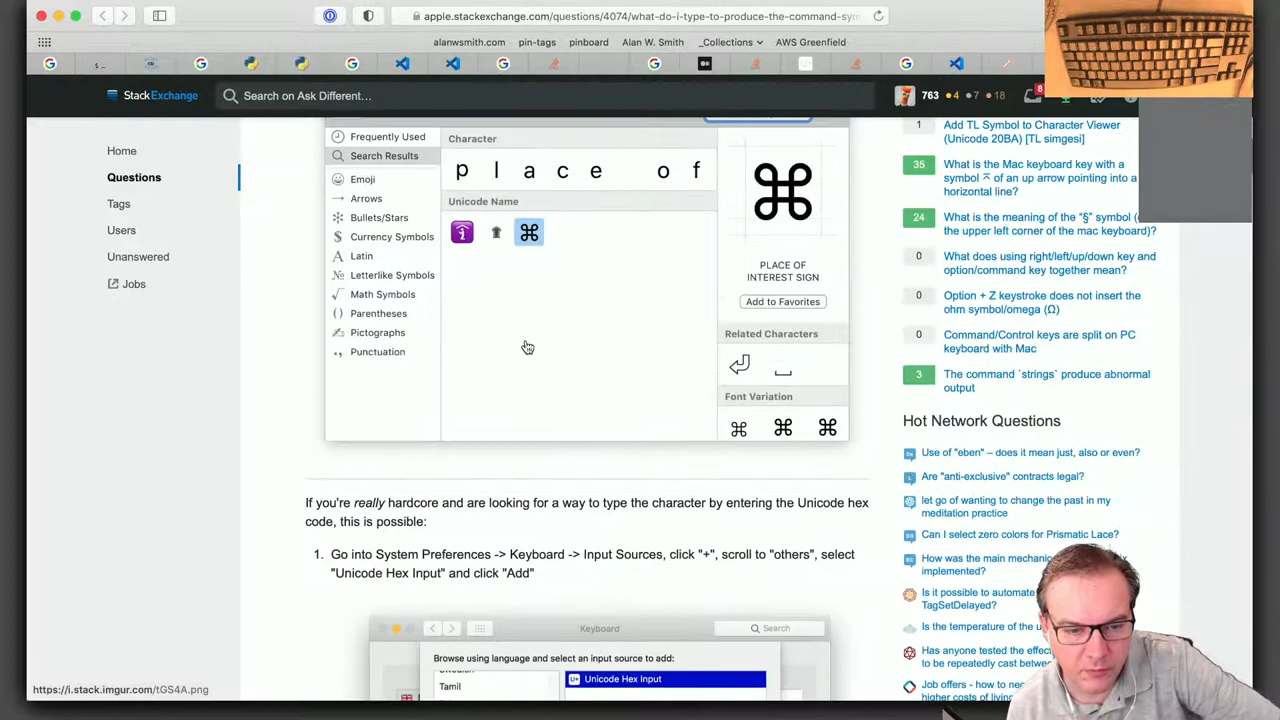 apple.stackexchange.com/questions/4074/what-do-i-type-to-produce-the-command-sym
alanwsmith.com pin-tags pinboard Alan W. Smith _Collections AWS Greenfield
StackExchange
Search on Ask Different…
763 4 7 18
8
Home
Questions
Tags
Users
Unanswered
Jobs
Frequently Used
Search Results
Emoji
Arrows
Bullets/Stars
Currency Symbols
Latin
Letterlike Symbols
Math Symbols
Parentheses
Pictographs
Punctuation
Character
p l a c e o f
Unicode Name
⌘
⌘
PLACE OF
INTEREST SIGN
Add to Favorites
Related Characters
Font Variation
⌘ ⌘ ⌘
If you're really hardcore and are looking for a way to type the character by entering the Unicode hex
code, this is possible:
1. Go into System Preferences -> Keyboard -> Input Sources, click "+", scroll to "others", select
"Unicode Hex Input" and click "Add"
Keyboard
Search
Browse using language and select an input source to add:
Tamil
U+ Unicode Hex Input
1 Add TL Symbol to Character Viewer
(Unicode 20BA) [TL simgesi]
35 What is the Mac keyboard key with a
symbol ⌤ of an up arrow pointing into a
horizontal line?
24 What is the meaning of the “§” symbol (
the upper left corner of the mac keyboard)?
0 What does using right/left/up/down key and
option/command key together mean?
0 Option + Z keystroke does not insert the
ohm symbol/omega (Ω)
0 Command/Control keys are split on PC
keyboard with Mac
3 The command `strings` produce abnormal
output
Hot Network Questions
Use of "eben" – does it mean just, also or even?
Are "anti-exclusive" contracts legal?
let go of wanting to change the past in my
meditation practice
Can I select zero colors for Prismatic Lace?
How was the main mechanic
implemented?
Is it possible to automate
TagSetDelayed?
Is the temperature of the
Has anyone tested the effect
to be repeatedly cast between
Job offers - how to
higher costs of living
https://i.stack.imgur.com/tGS4A.png